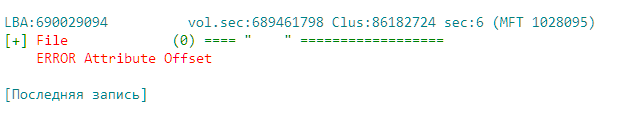 LBA:690029094          vol.sec:689461798 Clus:86182724 sec:6 (MFT 1028095)
[+] File             (0) ==== "    " ==================
    ERROR Attribute Offset
[Последняя запись]